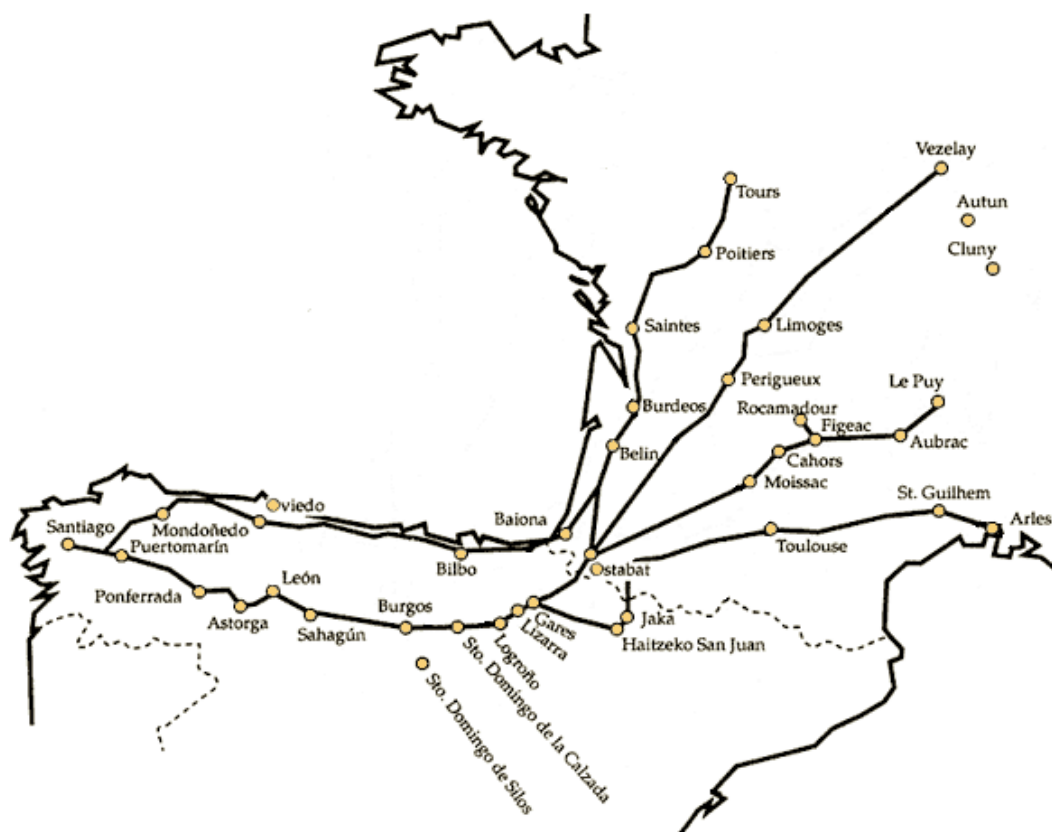 Vezelay
Tours
Autun
Poitiers
Cluny
Saintes
Limoges
Perigueux
Le Puy
Rocamadour
Burdeos
Figeac
Aubrac
Belin
Cahors
Moissac
St. Guilhem
Oviedo
Santiago
Mondoñedo
Baiona
Arles
Puertomarín
Bilbo
Toulouse
Ostabat
León
Ponferrada
Burgos
Astorga
Sahagún
Gares
Jaka
Lizarra
Haitzeko San Juan
Logroño
Sto. Domingo de la Calzada
Sto. Domingo de Silos